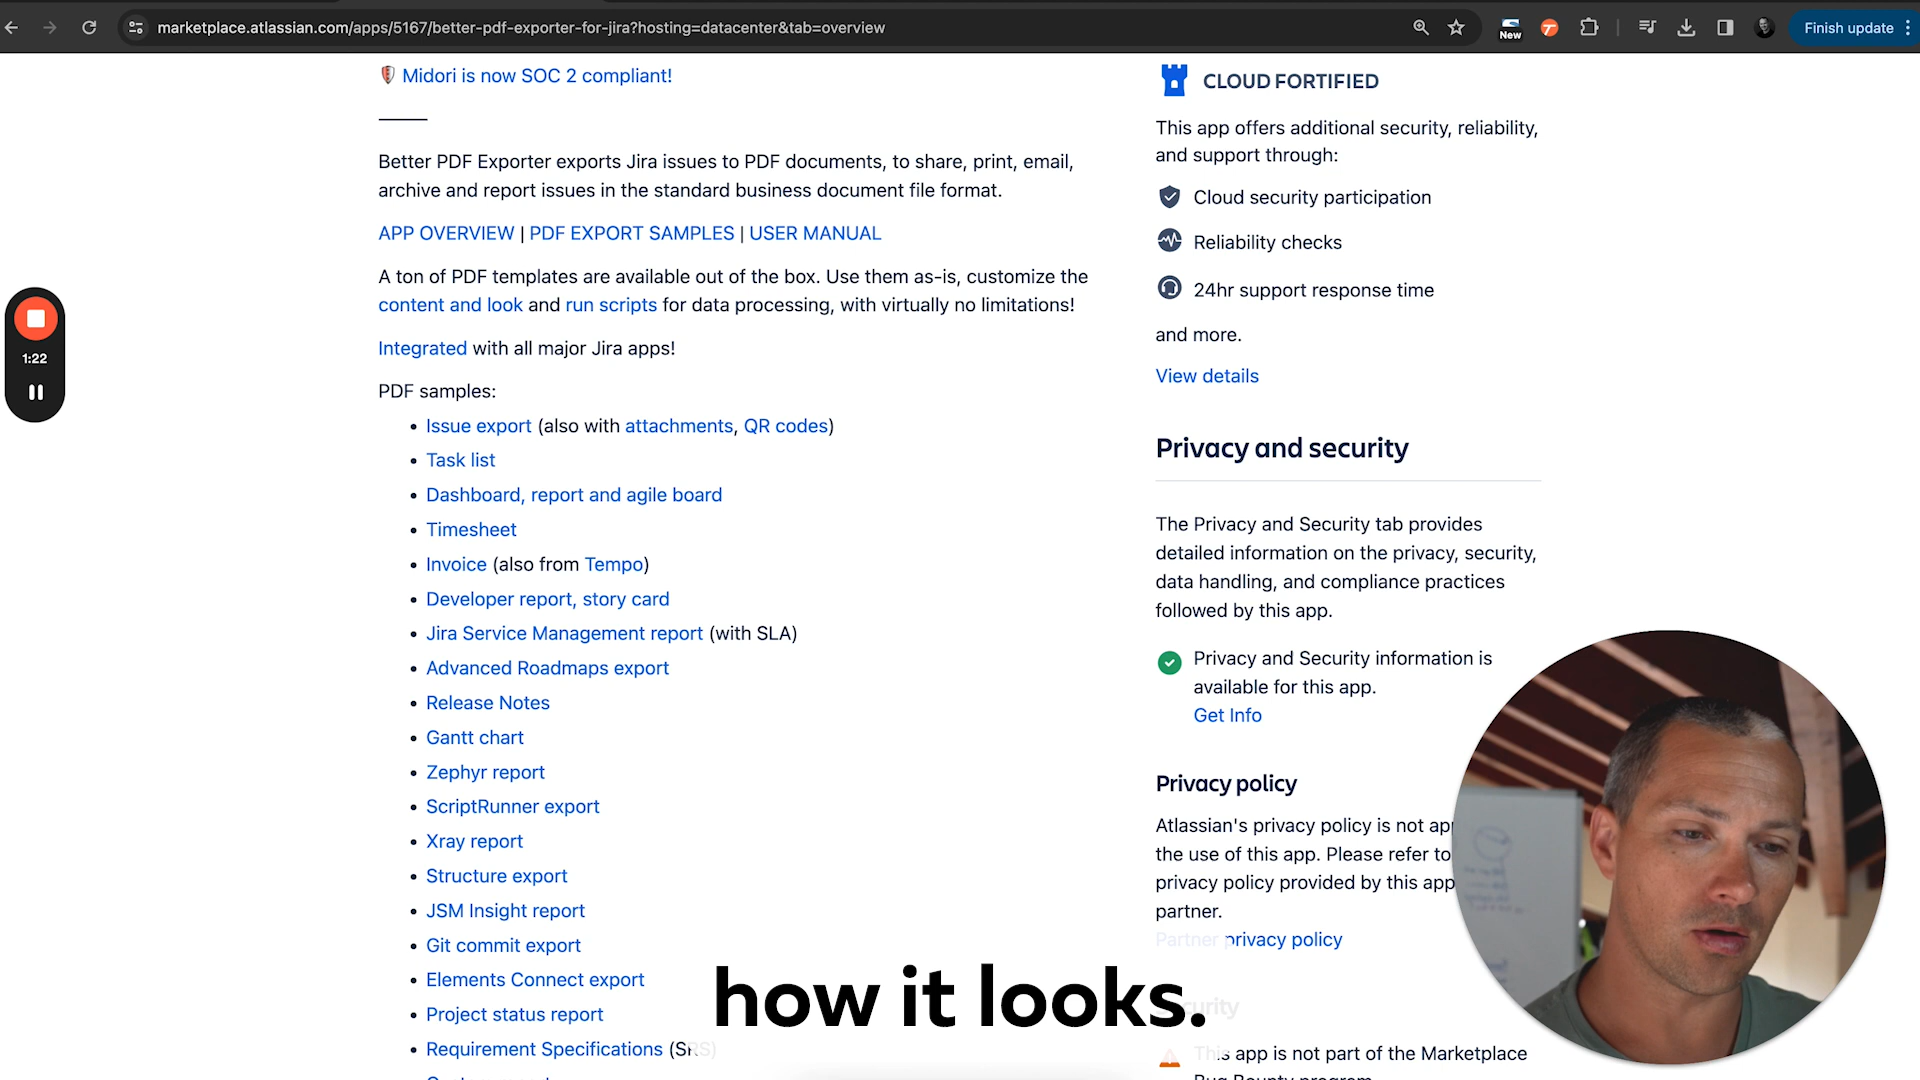 marketplace.atlassian.com/apps/5167/better-pdf-exporter-for-jira?hosting=datacenter&tab=overview
New
Finish update
Midori is now SOC 2 compliant!
Better PDF Exporter exports Jira issues to PDF documents, to share, print, email,
archive and report issues in the standard business document file format.
APP OVERVIEW | PDF EXPORT SAMPLES | USER MANUAL
A ton of PDF templates are available out of the box. Use them as-is, customize the
content and look and run scripts for data processing, with virtually no limitations!
Integrated with all major Jira apps!
PDF samples:
Issue export (also with attachments, QR codes)
Task list
Dashboard, report and agile board
Timesheet
Invoice (also from Tempo)
Developer report, story card
Jira Service Management report (with SLA)
Advanced Roadmaps export
Release Notes
Gantt chart
Zephyr report
ScriptRunner export
Xray report
Structure export
JSM Insight report
Git commit export
Elements Connect export
Project status report
Requirement Specifications (SRS)
1:22
CLOUD FORTIFIED
This app offers additional security, reliability,
and support through:
Cloud security participation
Reliability checks
24hr support response time
and more.
View details
Privacy and security
The Privacy and Security tab provides
detailed information on the privacy, security,
data handling, and compliance practices
followed by this app.
Privacy and Security information is
available for this app.
Get Info
Privacy policy
Atlassian's privacy policy is not
the use of this app. Please refer to
privacy policy provided by this app
partner.
Partner privacy policy
This app is not part of the Marketplace
how it looks.